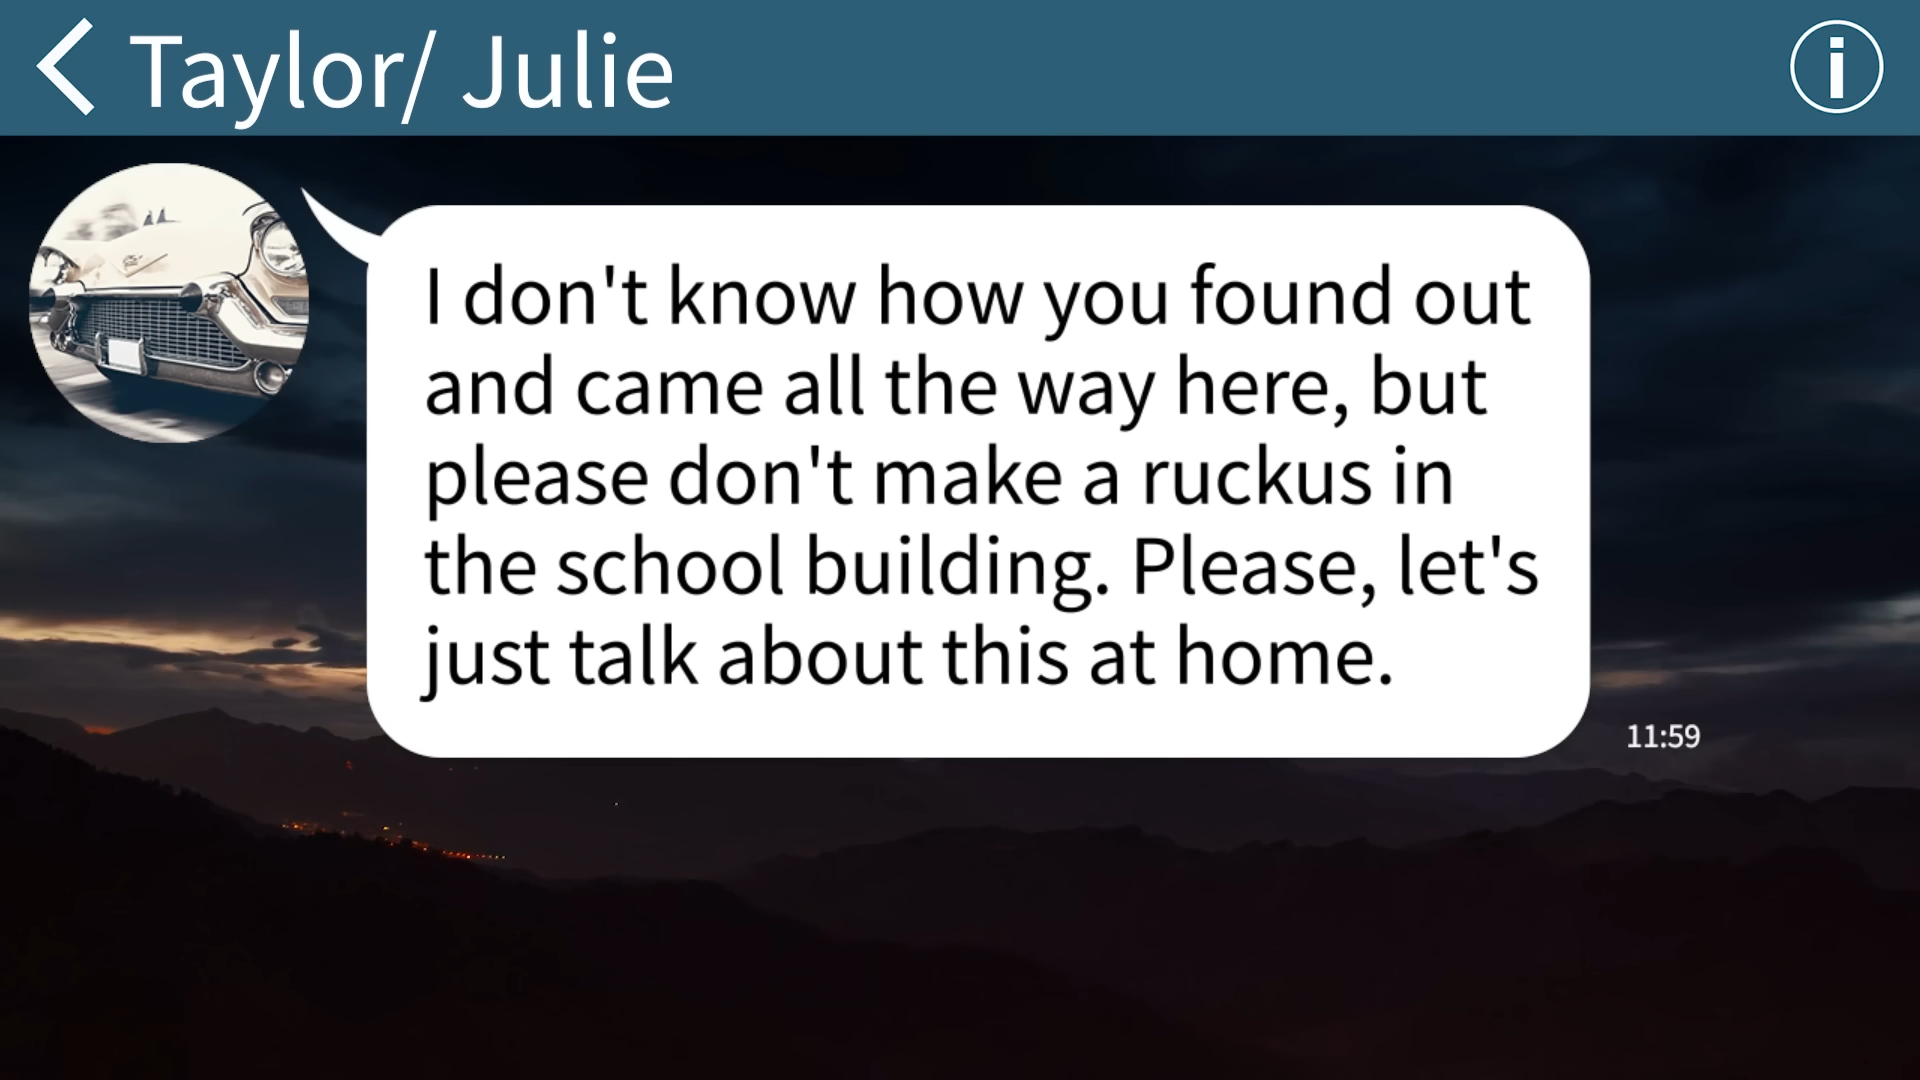 Taylor/ Julie
I don't know how you found out
and came all the way here, but
please don't make a ruckus in
the school building. Please, let's
just talk about this at home.
11:59